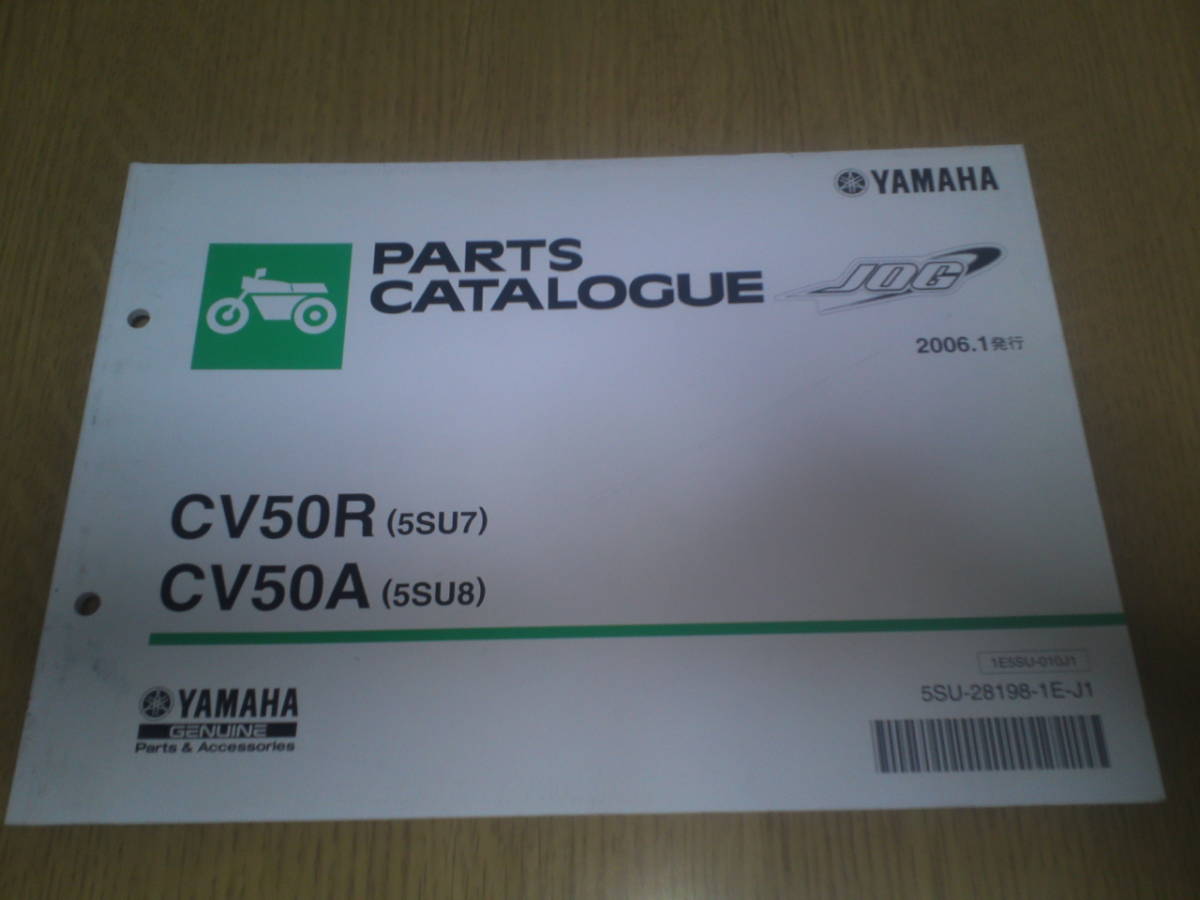 YAMAHA
PARTS
CATALOGUE
JOG
2006.1発行
CV50R (5SU7)
CV50A (5SU8)
1E5SU-010J1
5SU-28198-1E-J1
YAMAHA
GENUINE
Parts & Accessories